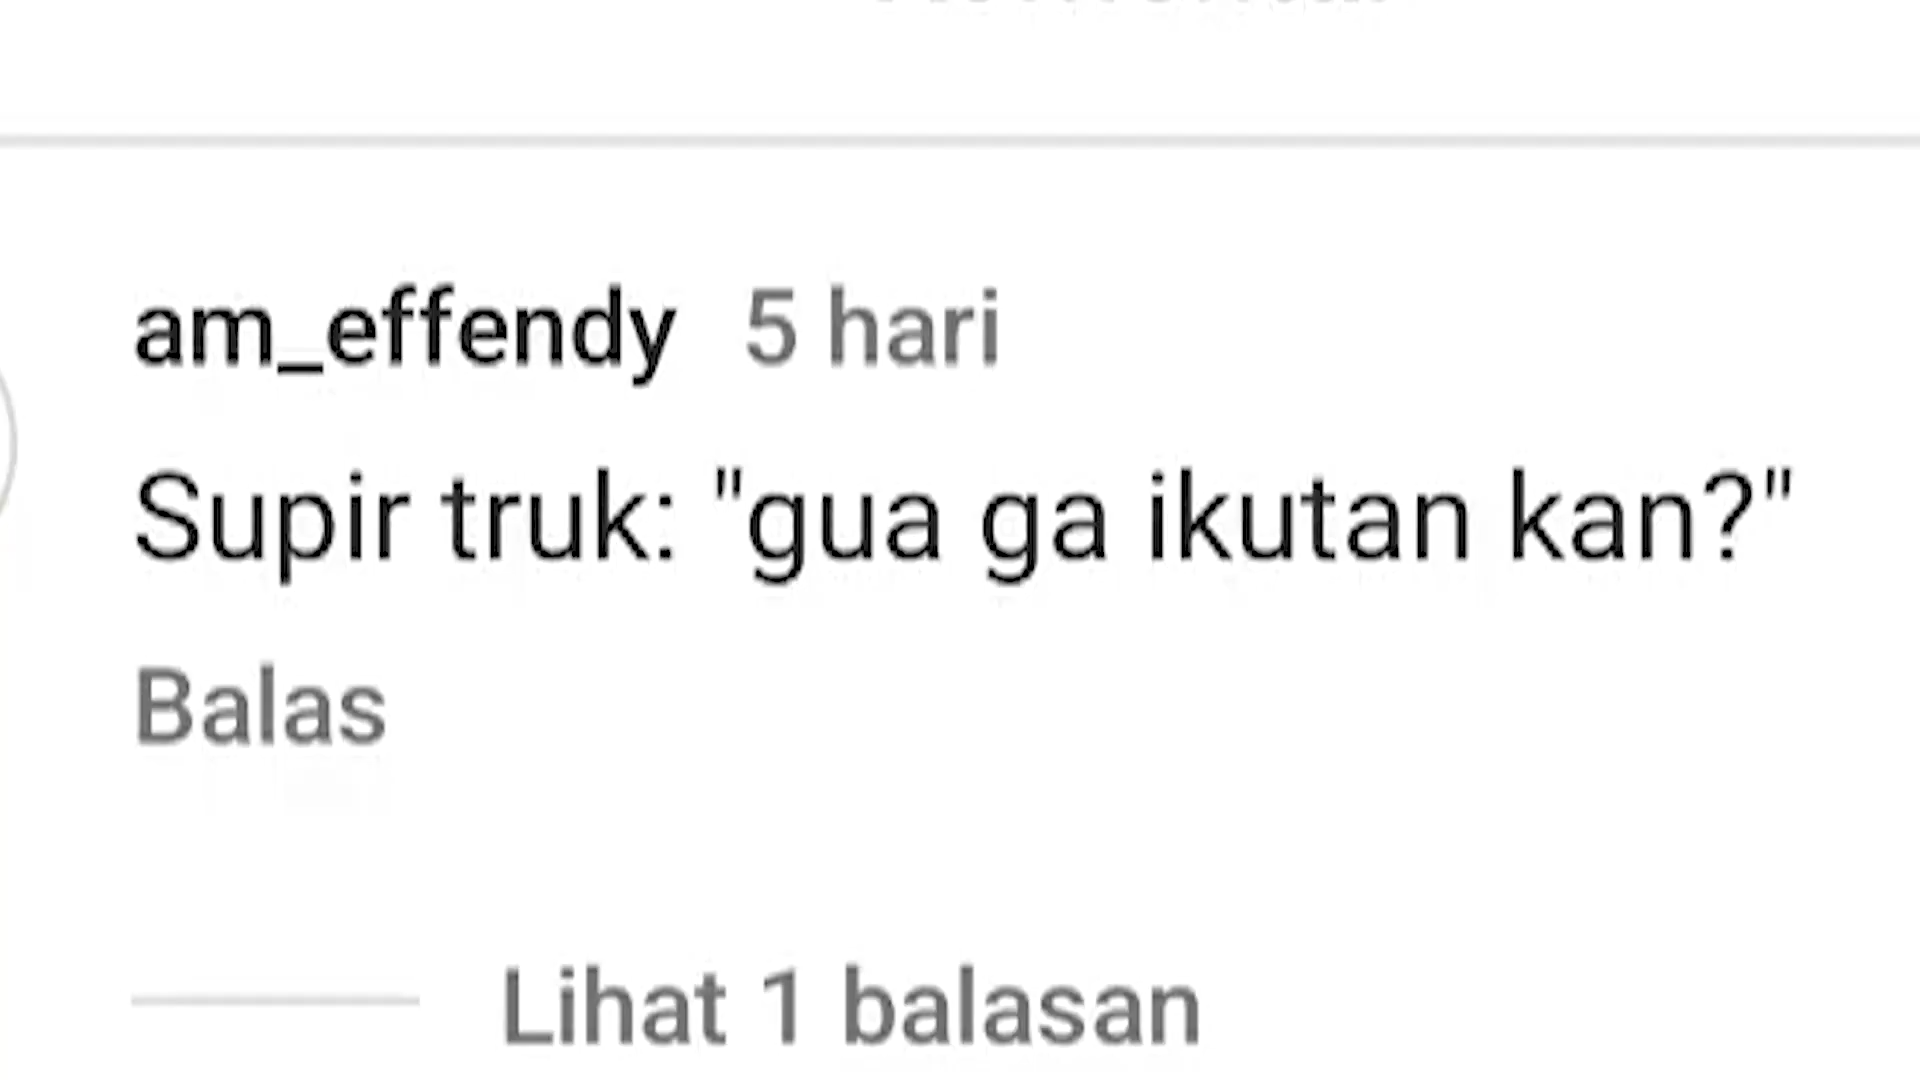 am_effendy 5 hari
Supir truk: "gua ga ikutan kan?"
Balas
Lihat 1 balasan